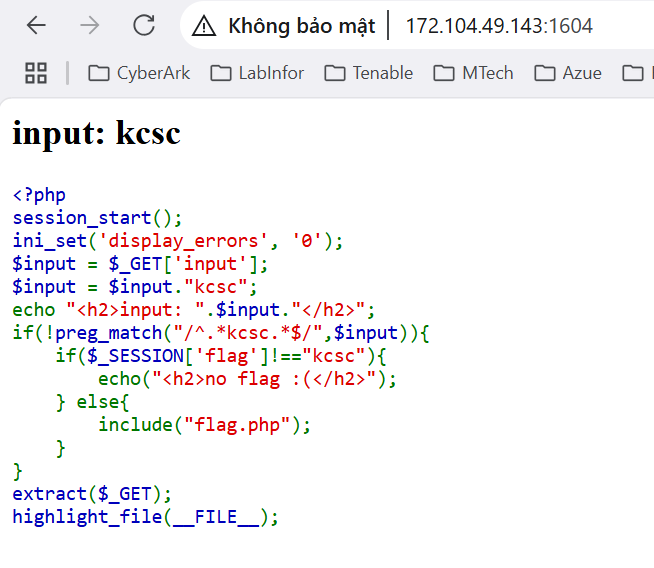 Không bảo mật
172.104.49.143:1604
CyberArk
LabInfor
Tenable
MTech
Azue
input: kcsc
<?php
session_start();
ini_set('display_errors', '0');
$input = $_GET['input'];
$input = $input."kcsc";
echo "<h2>input: ".$input."</h2>";
if(!preg_match("/^.*kcsc.*$/",$input)){
    if($_SESSION['flag']!=="kcsc"){
        echo("<h2>no flag :(</h2>");
    } else{
        include("flag.php");
    }
}
extract($_GET);
highlight_file(__FILE__);